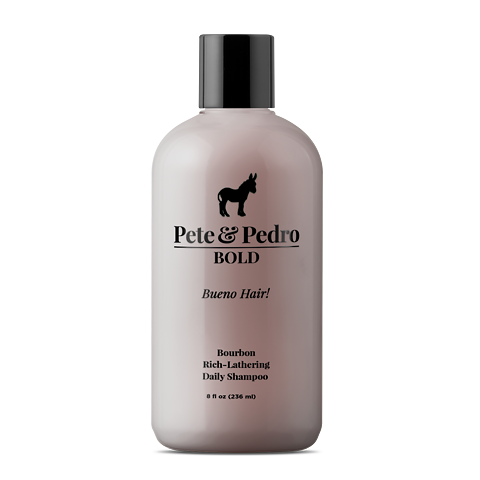 Pete & Pedro
BOLD
Bueno Hair!
Bourbon
Rich-Lathering
Daily Shampoo
8 fl oz (236 ml)